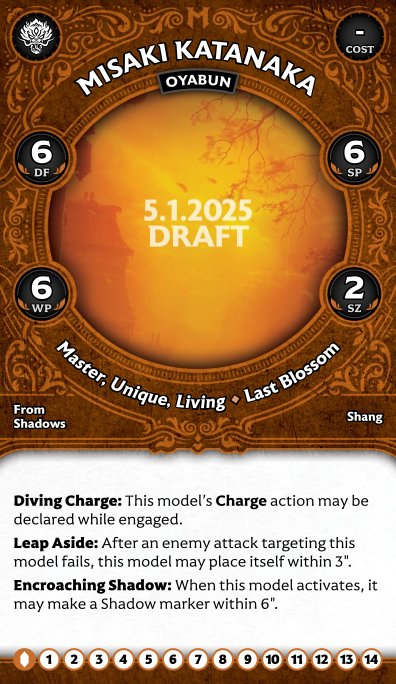 -
COST
MISAKI KATANAKA
OYABUN
6
DF
6
SP
5.1.2025
DRAFT
6
WP
2
SZ
Master, Unique, Living ♦ Last Blossom
From
Shadows
Shang
Diving Charge: This model's Charge action may be
declared while engaged.
Leap Aside: After an enemy attack targeting this
model fails, this model may place itself within 3".
Encroaching Shadow: When this model activates, it
may make a Shadow marker within 6".
1 2 3 4 5 6 7 8 9 10 11 12 13 14